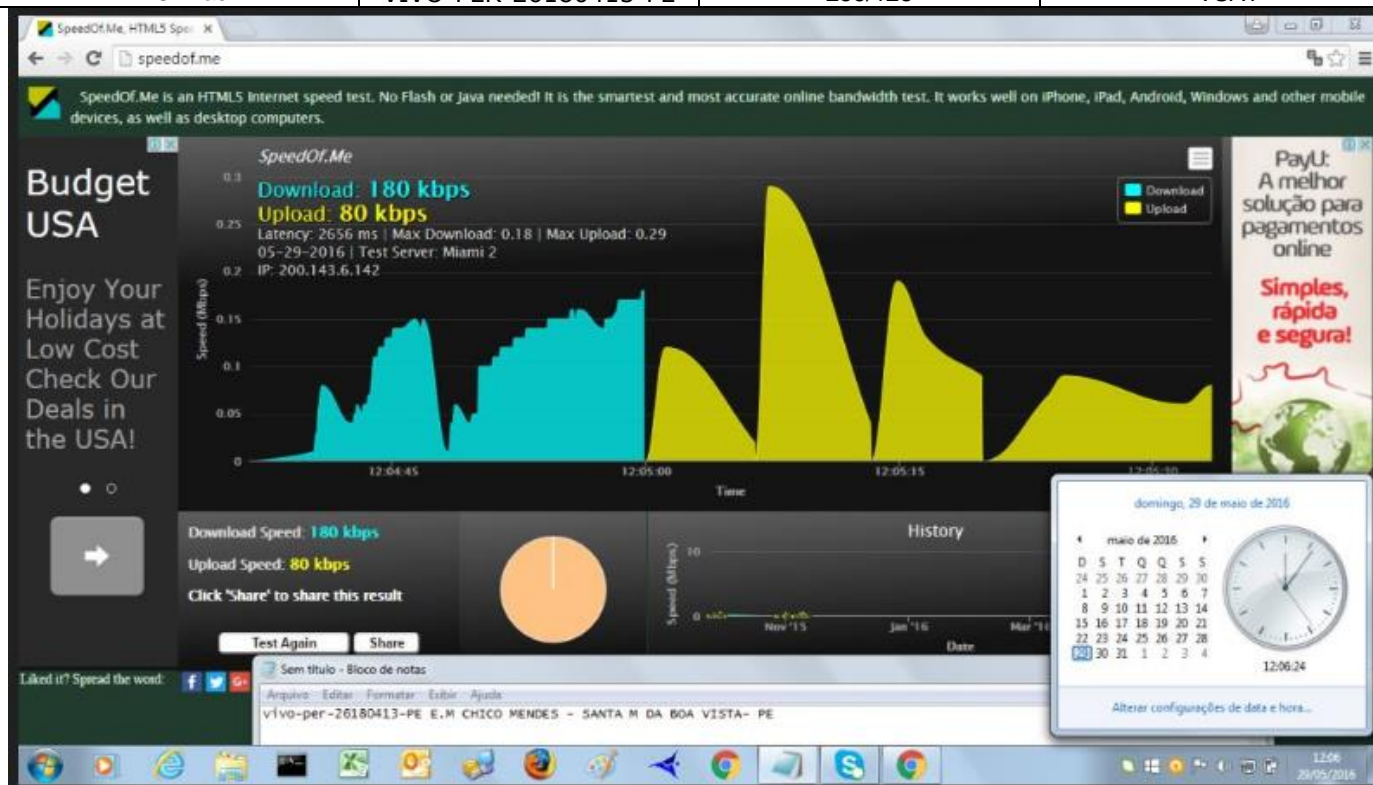 SpeedOf.Me, HTML5 Spe
speedof.me
SpeedOf.Me is an HTML5 Internet speed test. No Flash or Java needed! It is the smartest and most accurate online bandwidth test. It works well on iPhone, iPad, Android, Windows and other mobile
devices, as well as desktop computers.
Budget
USA
Enjoy Your
Holidays at
Low Cost
Check Our
Deals in
the USA!
SpeedOf.Me
Download: 180 kbps
Upload: 80 kbps
Latency: 2656 ms | Max Download: 0.18 | Max Upload: 0.29
05-29-2016 | Test Server: Miami 2
IP: 200.143.6.142
Download
Upload
0.3
0.25
0.2
0.15
0.1
0.05
0
Speed (Mbps)
12:04:45 12:05:00 12:05:15 12:05:30
Time
PayU:
A melhor
solução para
pagamentos
online
Simples,
rápida
e segura!
Download Speed: 180 kbps
Upload Speed: 80 kbps
Click 'Share' to share this result
Test Again Share
History
Speed (Mbps)
10
0
Nov '15 Jan '16 Mar '16
Date
domingo, 29 de maio de 2016
maio de 2016
D S T Q Q S S
24 25 26 27 28 29 30
1 2 3 4 5 6 7
8 9 10 11 12 13 14
15 16 17 18 19 20 21
22 23 24 25 26 27 28
29 30 31 1 2 3 4
12:06:24
Alterar configurações de data e hora...
Liked it? Spread the word:
Sem título - Bloco de notas
Arquivo Editar Formatar Exibir Ajuda
vivo-per-26180413-PE E.M CHICO MENDES - SANTA M DA BOA VISTA- PE
12:06
29/05/2016